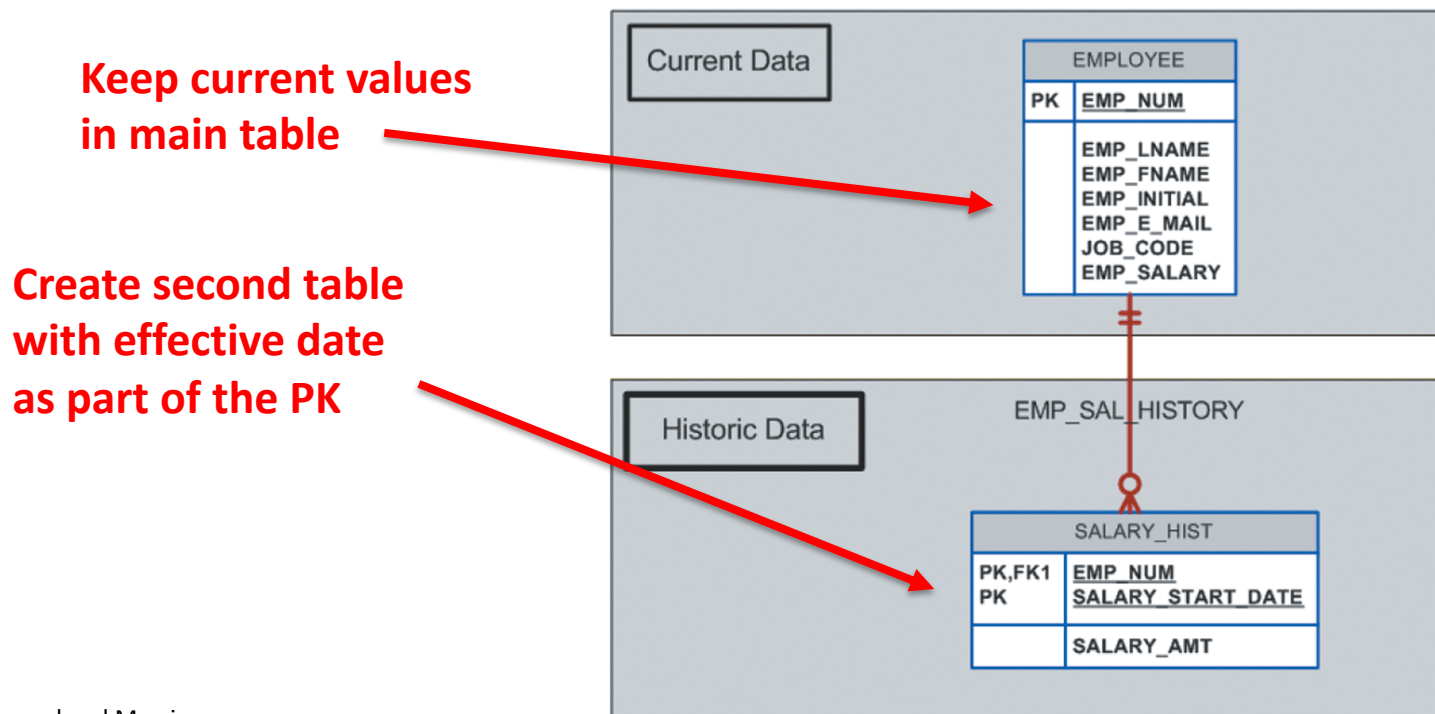 Keep current values
in main table
Create second table
with effective date
as part of the PK
Current Data
EMPLOYEE
PK EMP_NUM
EMP_LNAME
EMP_FNAME
EMP_INITIAL
EMP_E_MAIL
JOB_CODE
EMP_SALARY
Historic Data
EMP_SAL_HISTORY
SALARY_HIST
PK,FK1 EMP_NUM
PK SALARY_START_DATE
SALARY_AMT